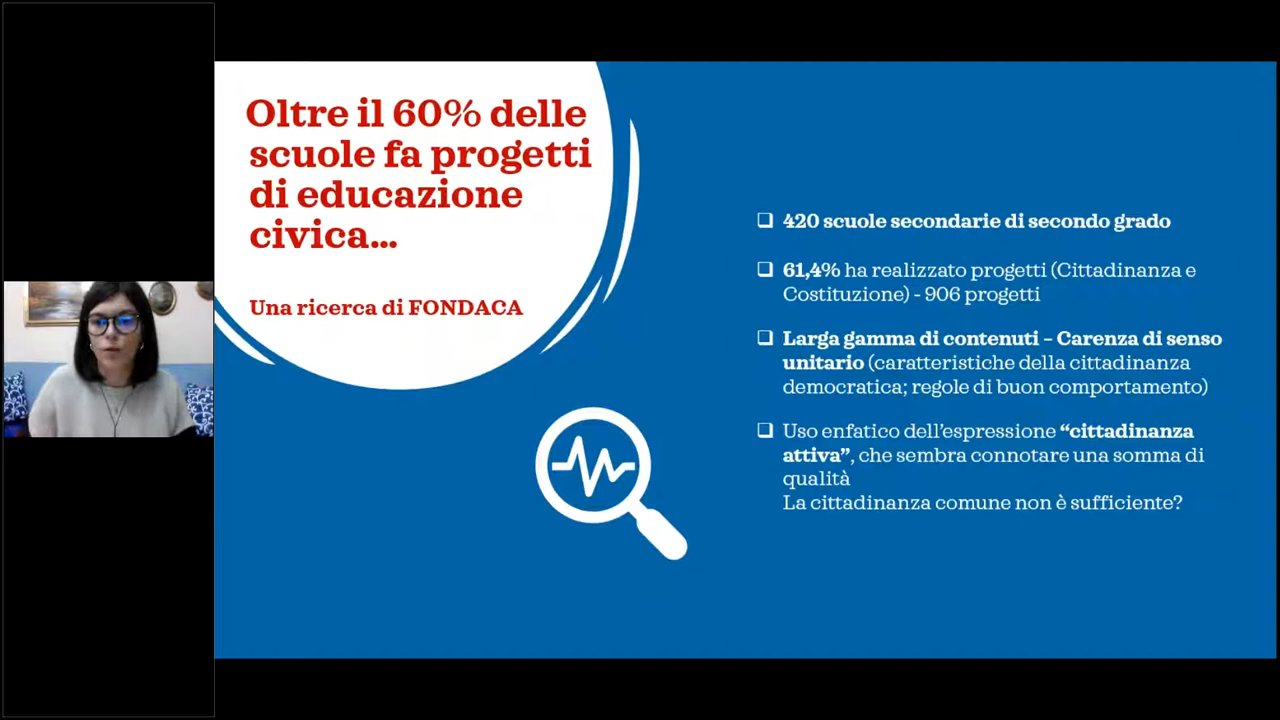 Oltre il 60% delle
scuole fa progetti
di educazione
civica...
Una ricerca di FONDACA
❑ 420 scuole secondarie di secondo grado
❑ 61,4% ha realizzato progetti (Cittadinanza e
Costituzione) - 906 progetti
❑ Larga gamma di contenuti – Carenza di senso
unitario (caratteristiche della cittadinanza
democratica; regole di buon comportamento)
❑ Uso enfatico dell’espressione “cittadinanza
attiva”, che sembra connotare una somma di
qualità
La cittadinanza comune non è sufficiente?